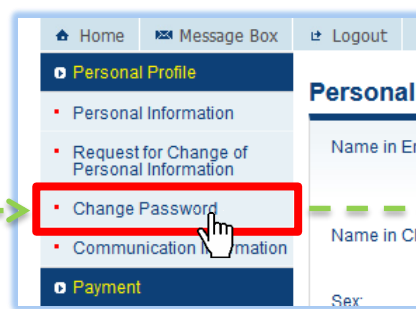 Home Message Box Logout
Personal Profile
Personal Information
Request for Change of
Personal Information
Change Password
Communication
Payment
Personal
Name in
Name in
Sex: